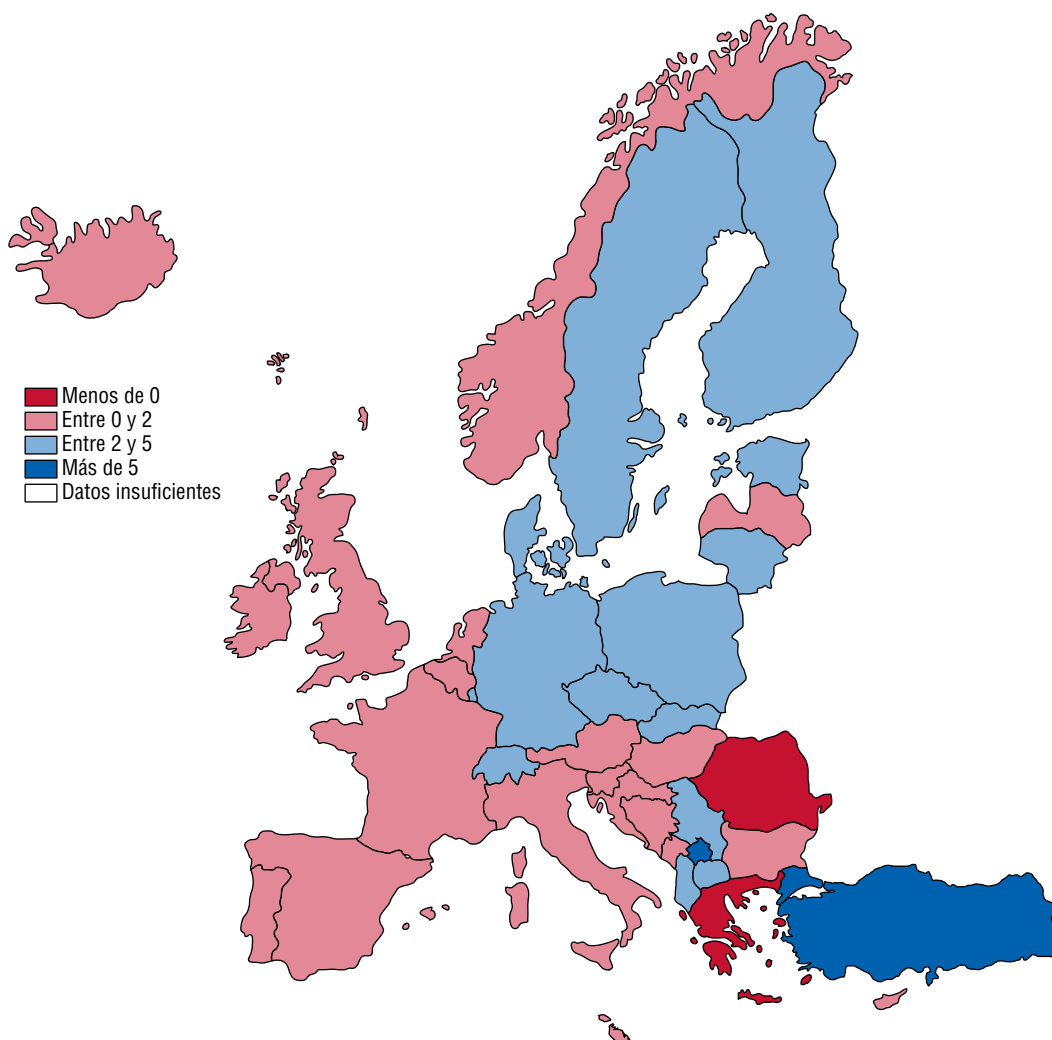 Menos de 0
Entre 0 y 2
Entre 2 y 5
Más de 5
Datos insuficientes